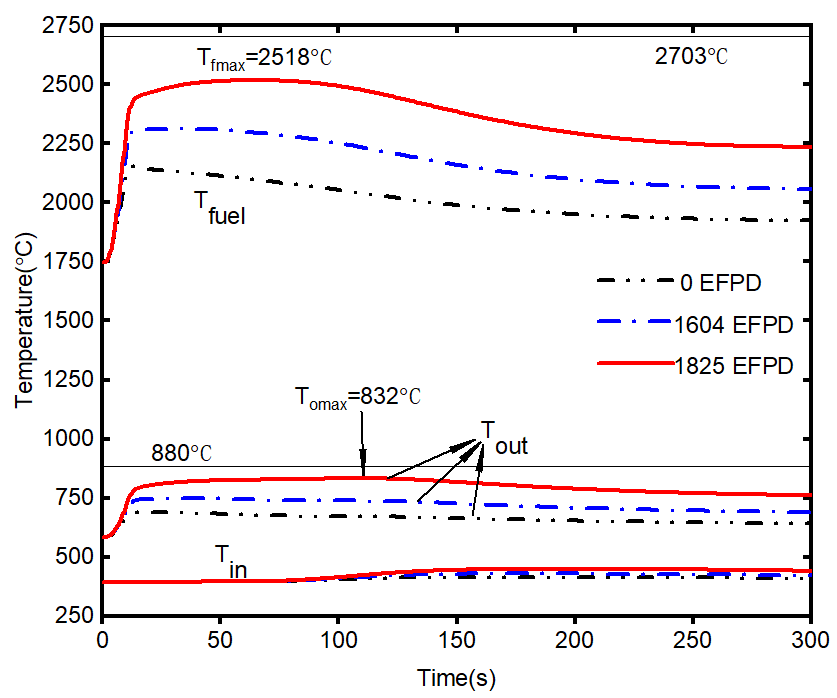 2750
2500
2250
2000
1750
1500
1250
1000
750
500
250
Temperature(°C)
Tfmax=2518℃
2703℃
Tfuel
0 EFPD
1604 EFPD
1825 EFPD
Tomax=832℃
Tout
880℃
Tin
0 50 100 150 200 250 300
Time(s)